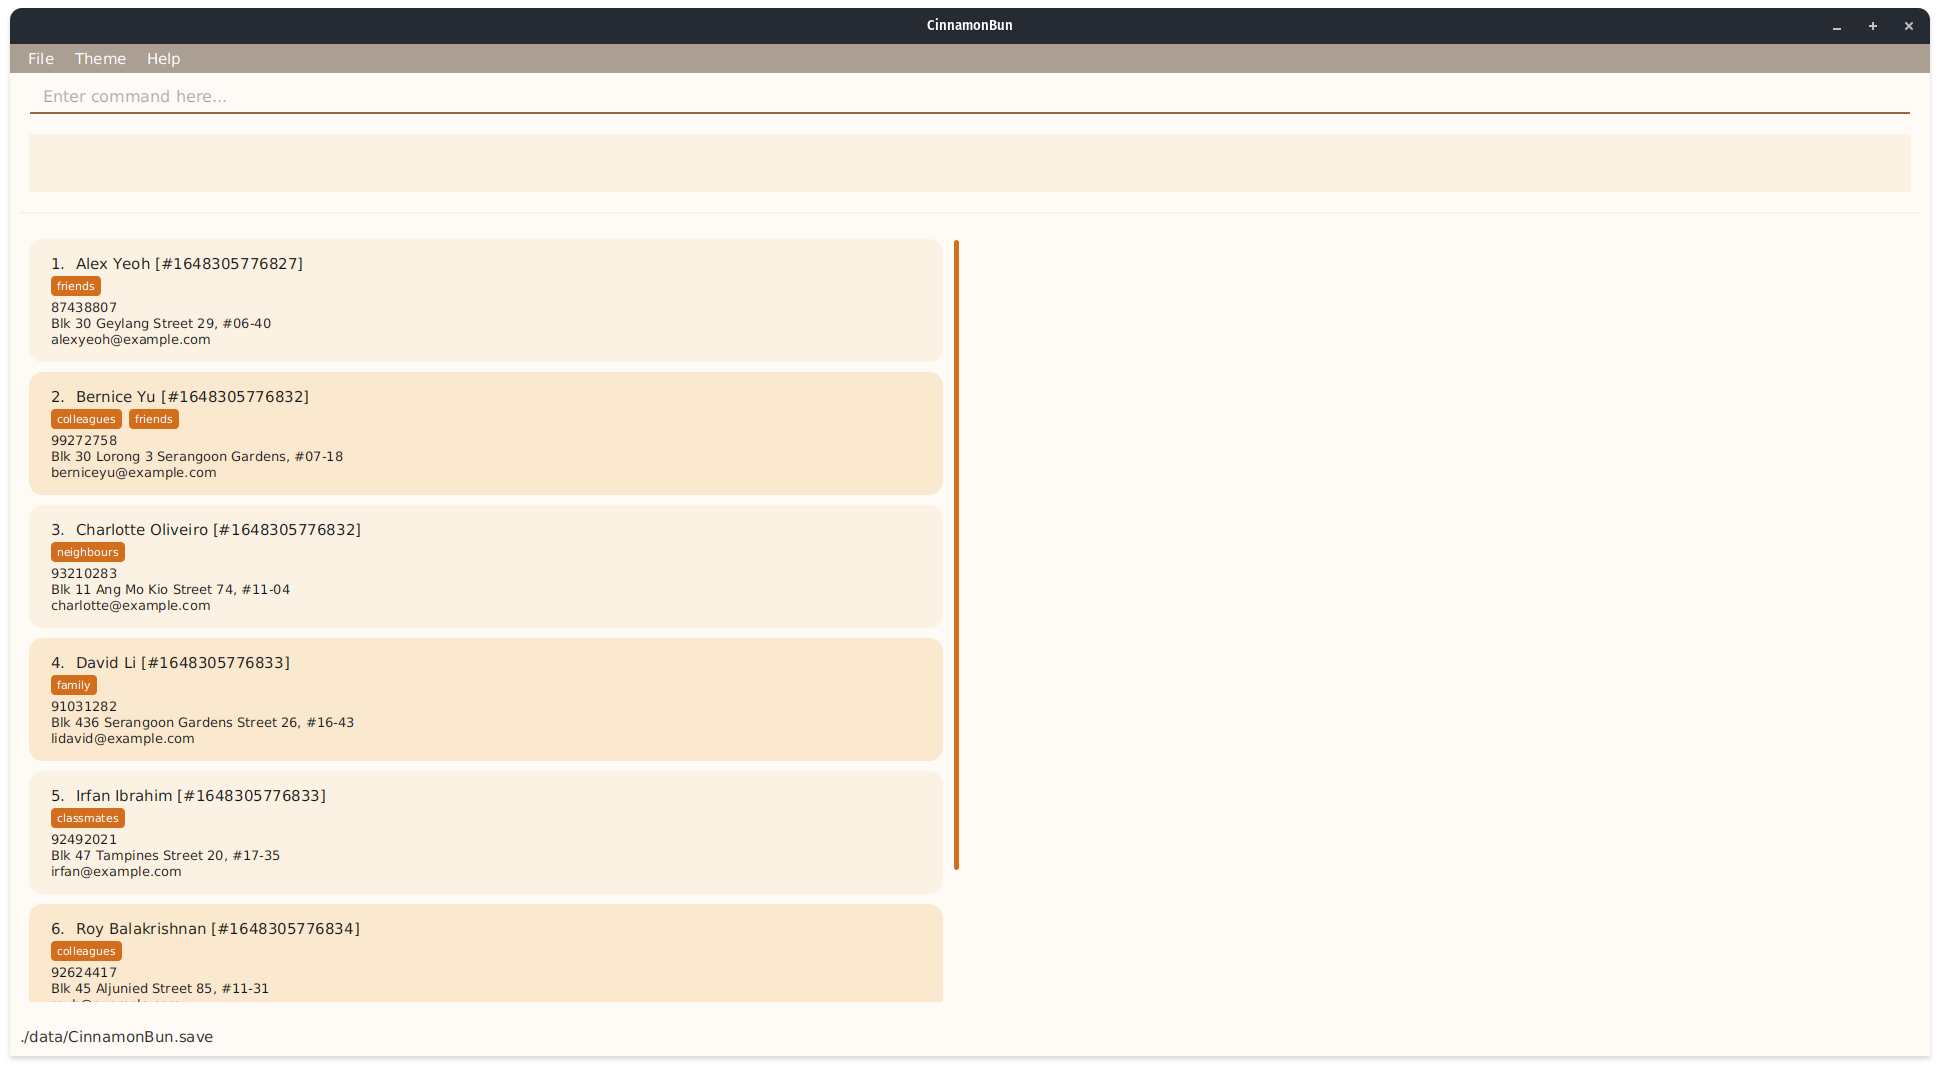 CinnamonBun
File Theme Help
Enter command here...
1. Alex Yeoh [#1648305776827]
friends
87438807
Blk 30 Geylang Street 29, #06-40
alexyeoh@example.com
2. Bernice Yu [#1648305776832]
colleagues friends
99272758
Blk 30 Lorong 3 Serangoon Gardens, #07-18
berniceyu@example.com
3. Charlotte Oliveiro [#1648305776832]
neighbours
93210283
Blk 11 Ang Mo Kio Street 74, #11-04
charlotte@example.com
4. David Li [#1648305776833]
family
91031282
Blk 436 Serangoon Gardens Street 26, #16-43
lidavid@example.com
5. Irfan Ibrahim [#1648305776833]
classmates
92492021
Blk 47 Tampines Street 20, #17-35
irfan@example.com
6. Roy Balakrishnan [#1648305776834]
colleagues
92624417
Blk 45 Aljunied Street 85, #11-31
./data/CinnamonBun.save